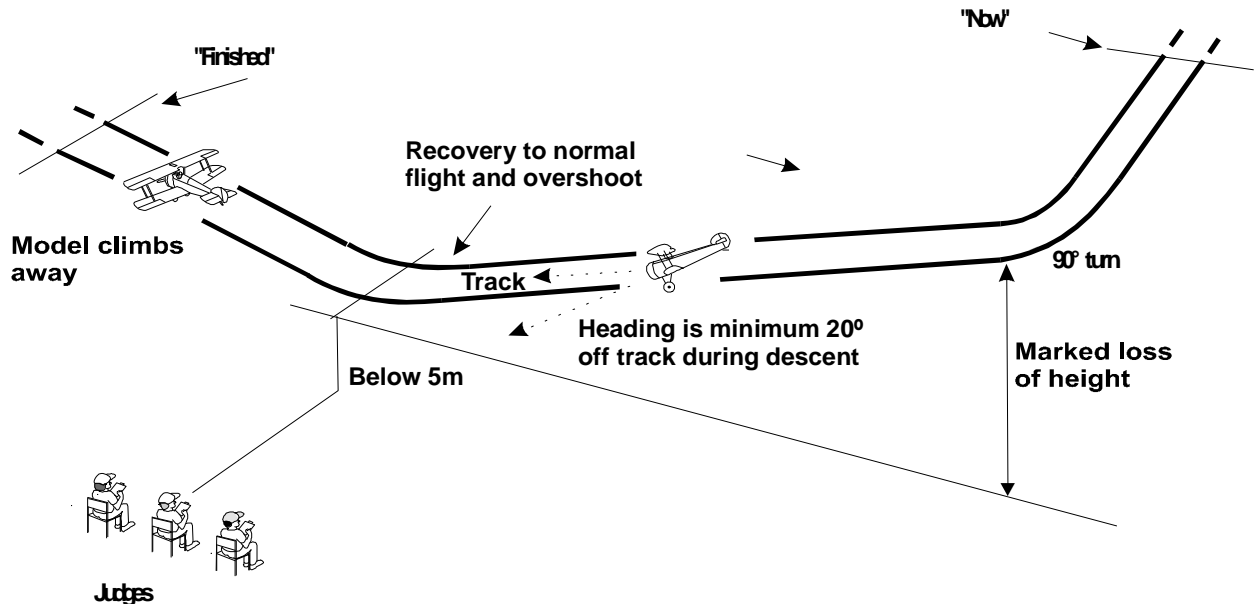 "Now"
"Finished"
Recovery to normal
flight and overshoot
Model climbs
away
90° turn
Track
Heading is minimum 20º
off track during descent
Marked loss
of height
Below 5m
Judges